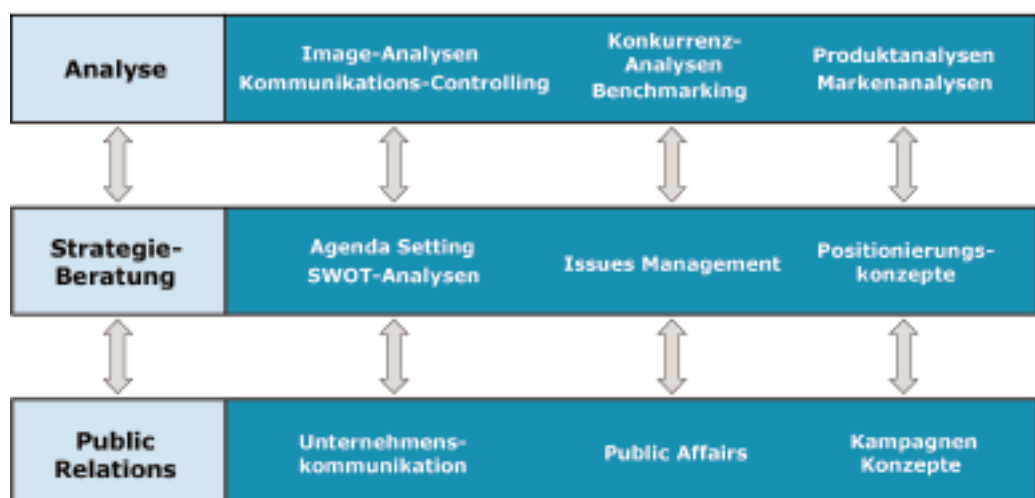 Analyse
Image-Analysen
Kommunikations-Controlling
Konkurrenz-
Analysen
Benchmarking
Produktanalysen
Markenanalysen
Strategie-
Beratung
Agenda Setting
SWOT-Analysen
Issues Management
Positionierungs-
konzepte
Public
Relations
Unternehmens-
kommunikation
Public Affairs
Kampagnen
Konzepte